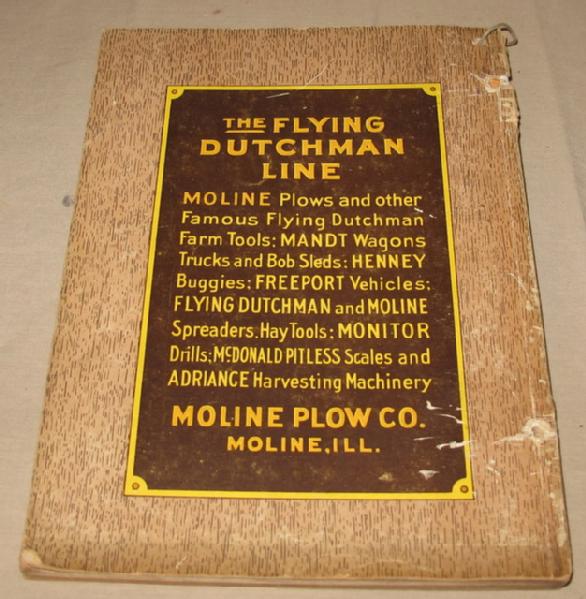 THE FLYING
DUTCHMAN
LINE
MOLINE Plows and other
Famous Flying Dutchman
Farm Tools: MANDT Wagons
Trucks and Bob Sleds: HENNEY
Buggies: FREEPORT Vehicles:
FLYING DUTCHMAN and MOLINE
Spreaders. Hay Tools: MONITOR
Drills: McDONALD PITLESS Scales and
ADRIANCE Harvesting Machinery
MOLINE PLOW CO.
MOLINE, ILL.